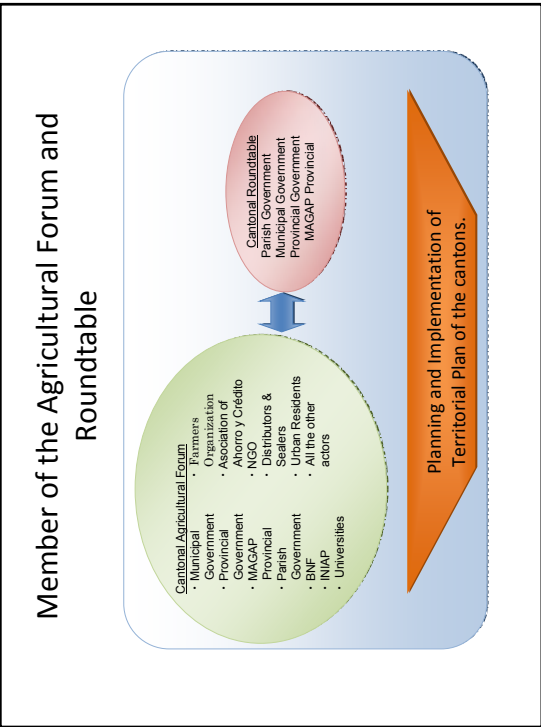 Member of the Agricultural Forum and
Roundtable
Cantonal Agricultural Forum
· Municipal
Government
· Provincial
Government
· MAGAP
Provincial
· Parish
Government
· BNF
· INIAP
· Universities
· Farmers
Organization
· Asociation of
Ahorro y Crédito
· NGO
· Distributors &
Sealers
· Urban Residents
· All the other
actors
Cantonal Roundtable
Parish Government
Municipal Government
Provincial Government
MAGAP Provincial
Planning and Implementation of
Territorial Plan of the cantons.